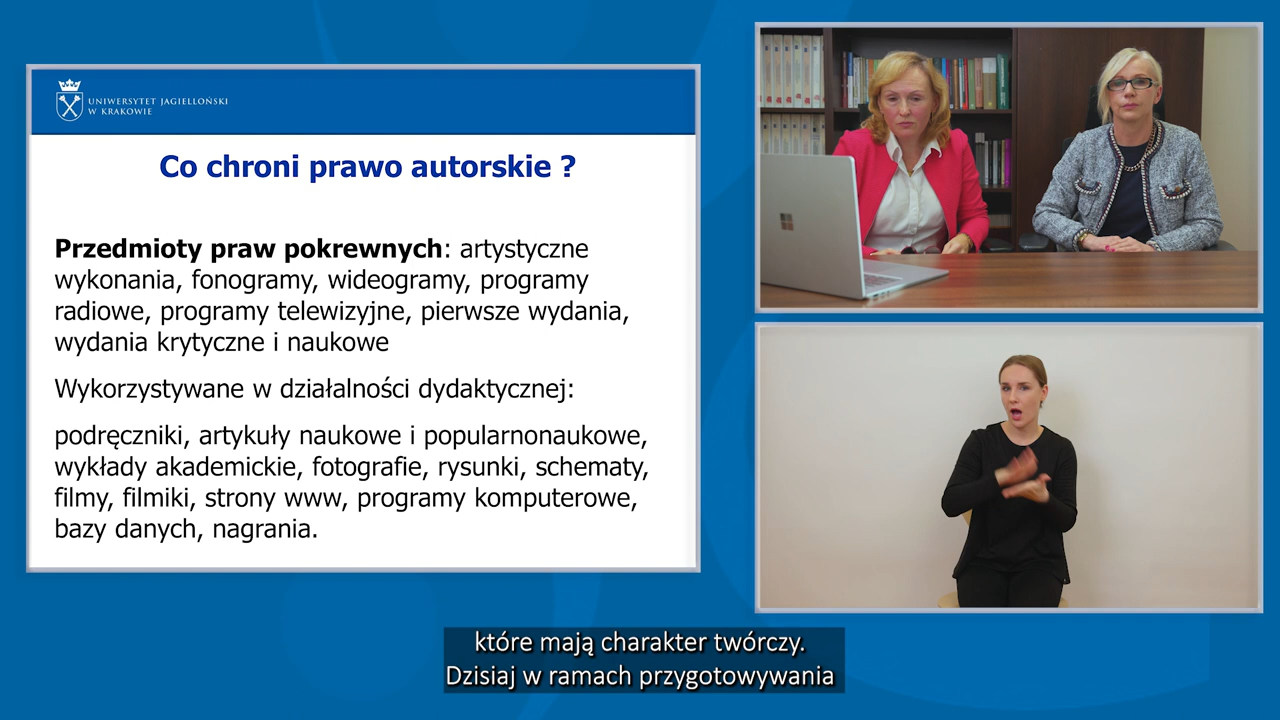 UNIWERSYTET JAGIELLOŃSKI
W KRAKOWIE
Co chroni prawo autorskie ?
Przedmioty praw pokrewnych: artystyczne
wykonania, fonogramy, wideogramy, programy
radiowe, programy telewizyjne, pierwsze wydania,
wydania krytyczne i naukowe
Wykorzystywane w działalności dydaktycznej:
podręczniki, artykuły naukowe i popularnonaukowe,
wykłady akademickie, fotografie, rysunki, schematy,
filmy, filmiki, strony www, programy komputerowe,
bazy danych, nagrania.
które mają charakter twórczy.
Dzisiaj w ramach przygotowywania